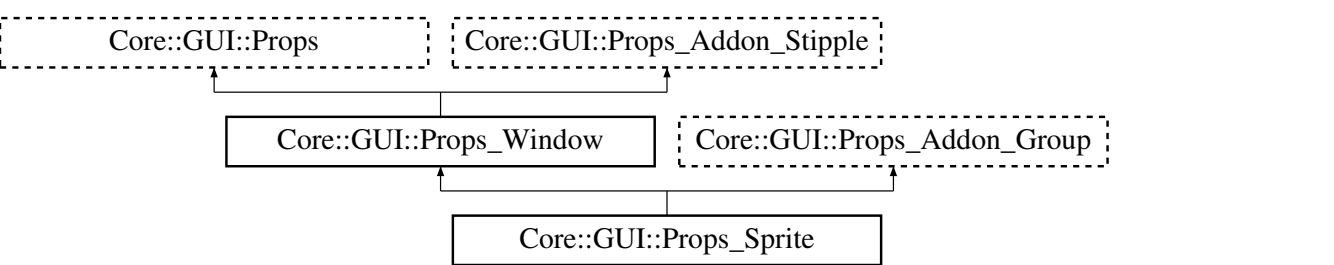 Core::GUI::Props
Core::GUI::Props_Addon_Stipple
Core::GUI::Props_Window
Core::GUI::Props_Addon_Group
Core::GUI::Props_Sprite